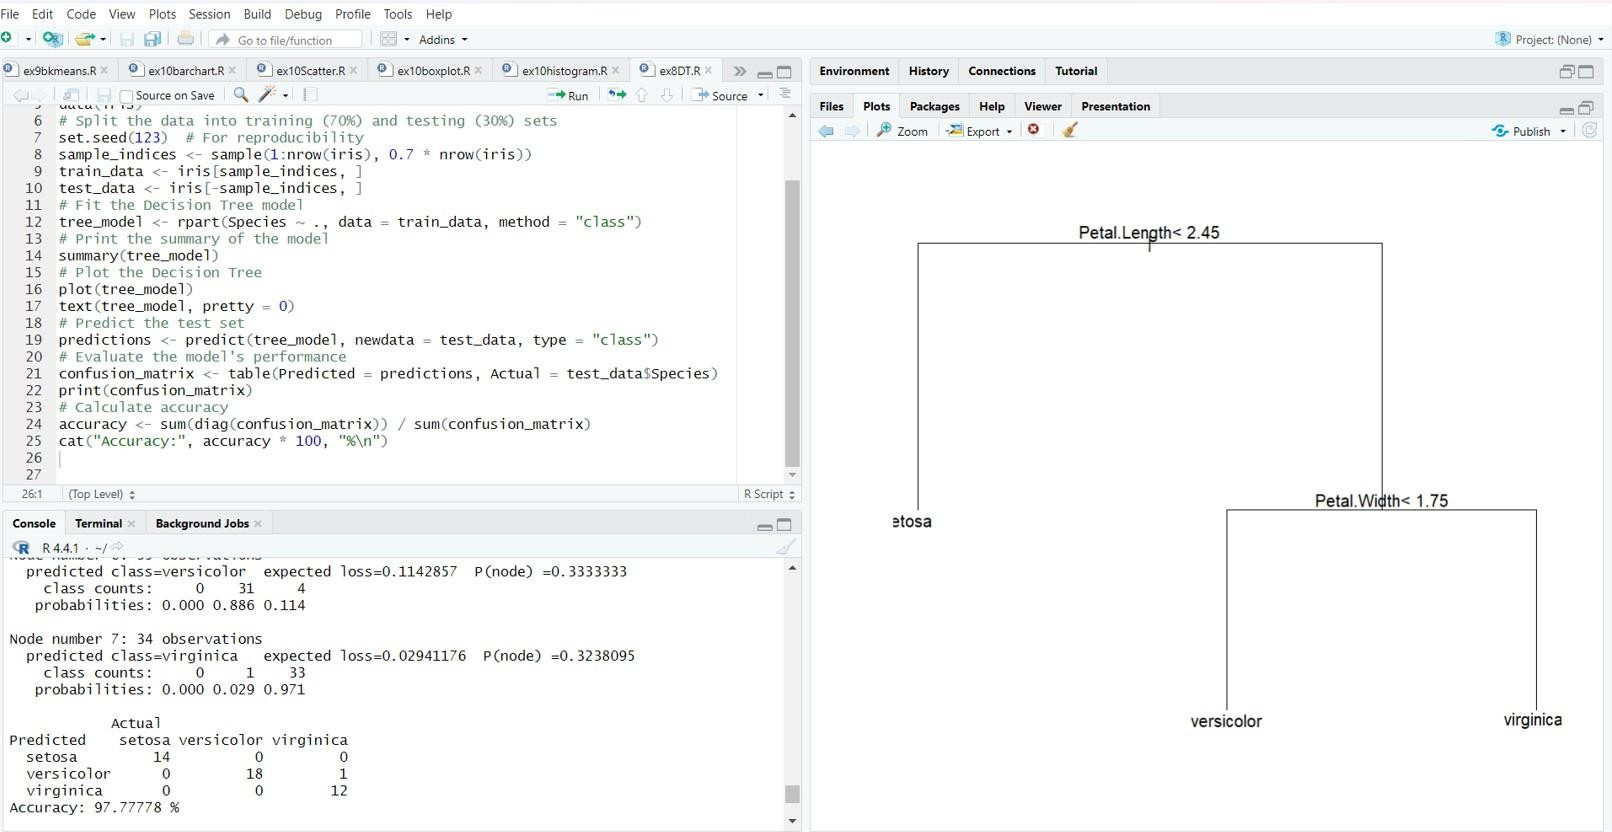 File Edit Code View Plots Session Build Debug Profile Tools Help
Go to file/function Addins Project: (None)
ex9bkmeans.R ex10barchart.R ex10Scatter.R ex10boxplot.R ex10histogram.R ex8DT.R
Source on Save Run Source
5 data(iris)
6 # Split the data into training (70%) and testing (30%) sets
7 set.seed(123)  # For reproducibility
8 sample_indices <- sample(1:nrow(iris), 0.7 * nrow(iris))
9 train_data <- iris[sample_indices, ]
10 test_data <- iris[-sample_indices, ]
11 # Fit the Decision Tree model
12 tree_model <- rpart(Species ~ ., data = train_data, method = "class")
13 # Print the summary of the model
14 summary(tree_model)
15 # Plot the Decision Tree
16 plot(tree_model)
17 text(tree_model, pretty = 0)
18 # Predict the test set
19 predictions <- predict(tree_model, newdata = test_data, type = "class")
20 # Evaluate the model's performance
21 confusion_matrix <- table(Predicted = predictions, Actual = test_data$Species)
22 print(confusion_matrix)
23 # Calculate accuracy
24 accuracy <- sum(diag(confusion_matrix)) / sum(confusion_matrix)
25 cat("Accuracy:", accuracy * 100, "%\n")
26
27
26:1 (Top Level) R Script
Console Terminal Background Jobs
R 4.4.1 · ~/
predicted class=versicolor  expected loss=0.1142857  P(node) =0.3333333
class counts:     0    31     4
probabilities: 0.000 0.886 0.114
Node number 7: 34 observations
predicted class=virginica   expected loss=0.02941176  P(node) =0.3238095
class counts:     0     1    33
probabilities: 0.000 0.029 0.971
Actual
Predicted    setosa versicolor virginica
setosa         14          0         0
versicolor      0         18         1
virginica       0          0        12
Accuracy: 97.77778 %
Environment History Connections Tutorial
Files Plots Packages Help Viewer Presentation
Zoom Export Publish
Petal.Length< 2.45
etosa
Petal.Width< 1.75
versicolor
virginica